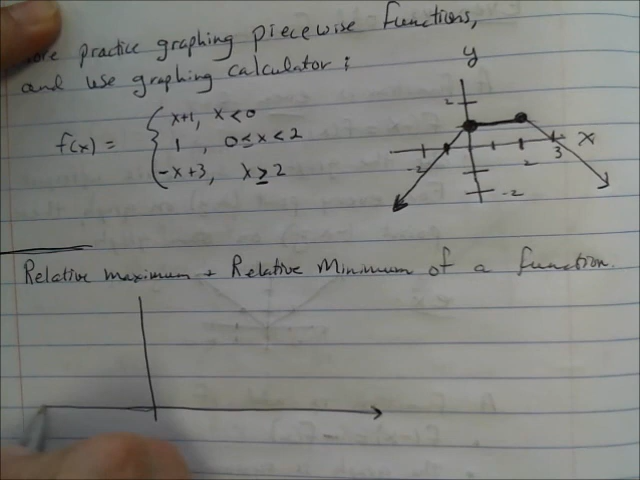 more practice graphing piecewise functions,
and use graphing calculator:
f(x) = { x+1, x<0
1, 0≤x<2
-x+3, x≥2
y
2
-2
2
3
x
-2
Relative maximum + Relative Minimum of a function.